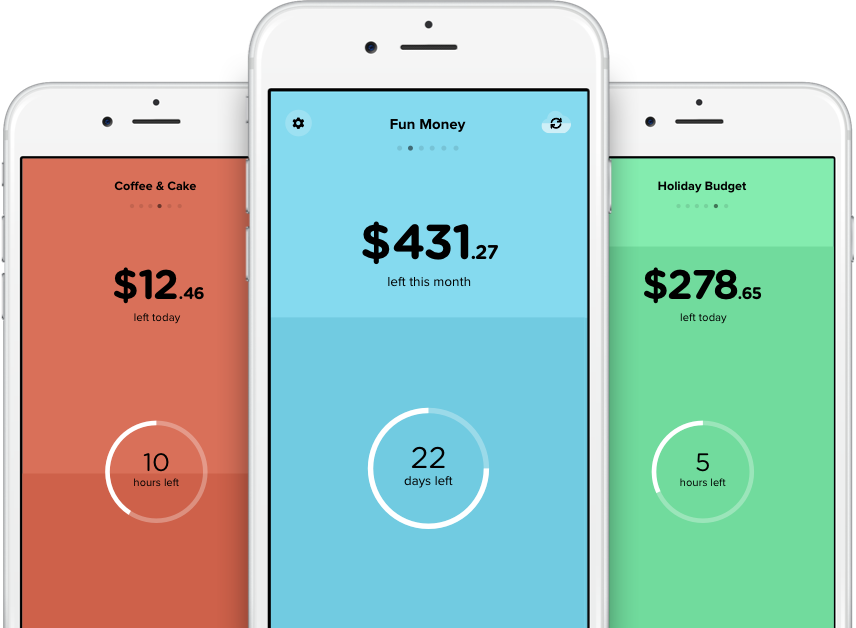 Coffee & Cake
$12.46
left today
10
hours left
Fun Money
$431.27
left this month
22
days left
Holiday Budget
$278.65
left today
5
hours left